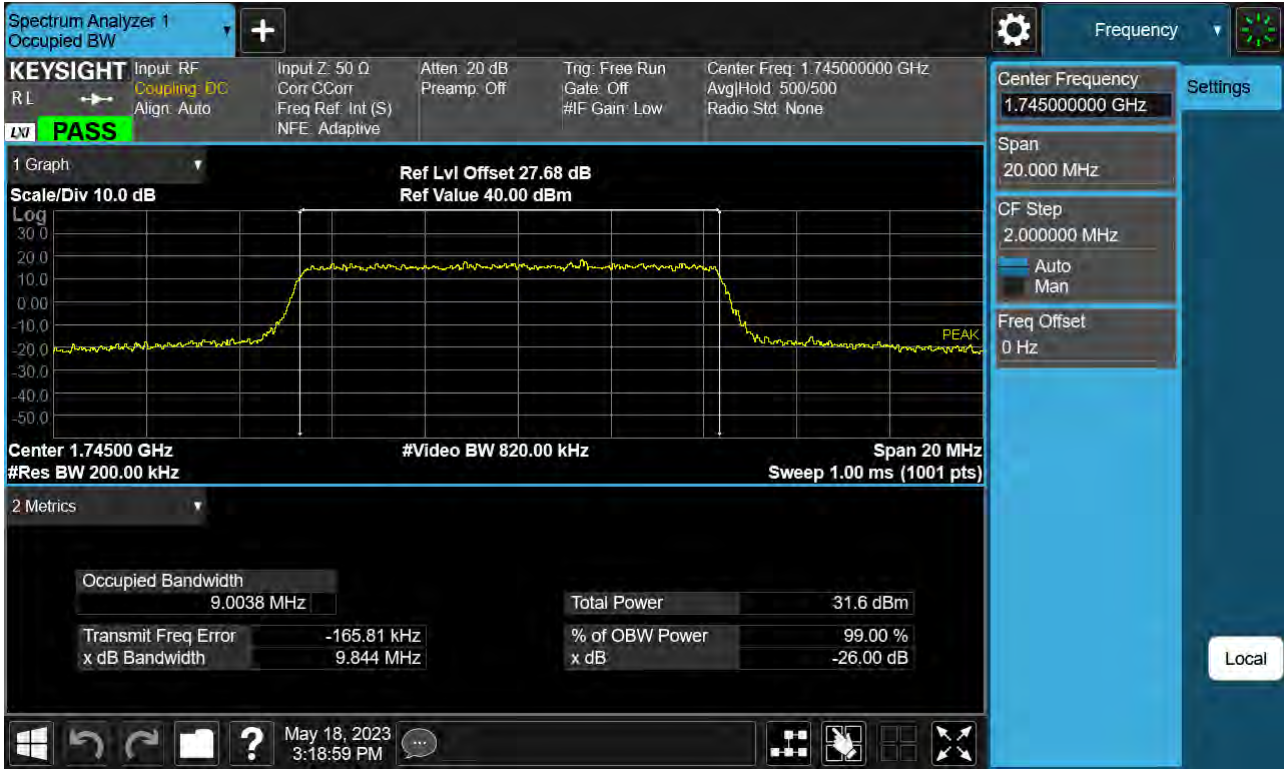 Spectrum Analyzer 1
Occupied BW
Frequency
KEYSIGHT
R L
LXI
PASS
Input: RF
Coupling: DC
Align: Auto
Input Z: 50 Ω
Corr CCorr
Freq Ref: Int (S)
NFE: Adaptive
Atten: 20 dB
Preamp: Off
Trig: Free Run
Gate: Off
#IF Gain: Low
Center Freq: 1.745000000 GHz
Avg|Hold: 500/500
Radio Std: None
1 Graph
Scale/Div 10.0 dB
Ref Lvl Offset 27.68 dB
Ref Value 40.00 dBm
Log
30.0
20.0
10.0
0.00
-10.0
-20.0
-30.0
-40.0
-50.0
PEAK
Center 1.74500 GHz
#Video BW 820.00 kHz
Span 20 MHz
#Res BW 200.00 kHz
Sweep 1.00 ms (1001 pts)
2 Metrics
Occupied Bandwidth
9.0038 MHz
Total Power 31.6 dBm
Transmit Freq Error -165.81 kHz
% of OBW Power 99.00 %
x dB Bandwidth 9.844 MHz
x dB -26.00 dB
Center Frequency
1.745000000 GHz
Settings
Span
20.000 MHz
CF Step
2.000000 MHz
Auto
Man
Freq Offset
0 Hz
Local
?
May 18, 2023
3:18:59 PM